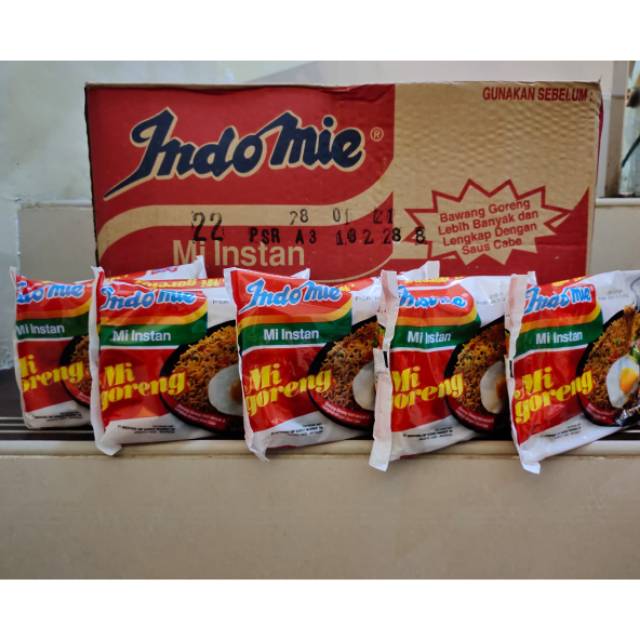 GUNAKAN SEBELUM :
Indomie®
22 28 01 21
PSR A3 102288
Mi Instan
Bawang Goreng
Lebih Banyak dan
Lengkap Dengan
Saus Cabe
Indomie
Mi Instan
Mi
goreng
Indomie
Mi Instan
Mi
goreng
Indomie
Mi Instan
Mi
goreng
Indomie
Mi Instan
Mi
goreng
Indomie
Mi Instan
Mi
goreng